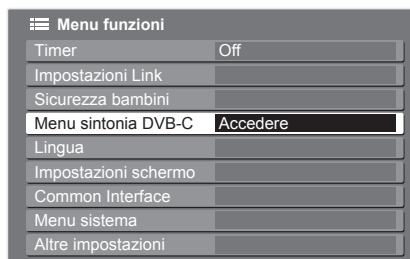 Menu funzioni
Timer Off
Impostazioni Link
Sicurezza bambini
Menu sintonia DVB-C Accedere
Lingua
Impostazioni schermo
Common Interface
Menu sistema
Altre impostazioni